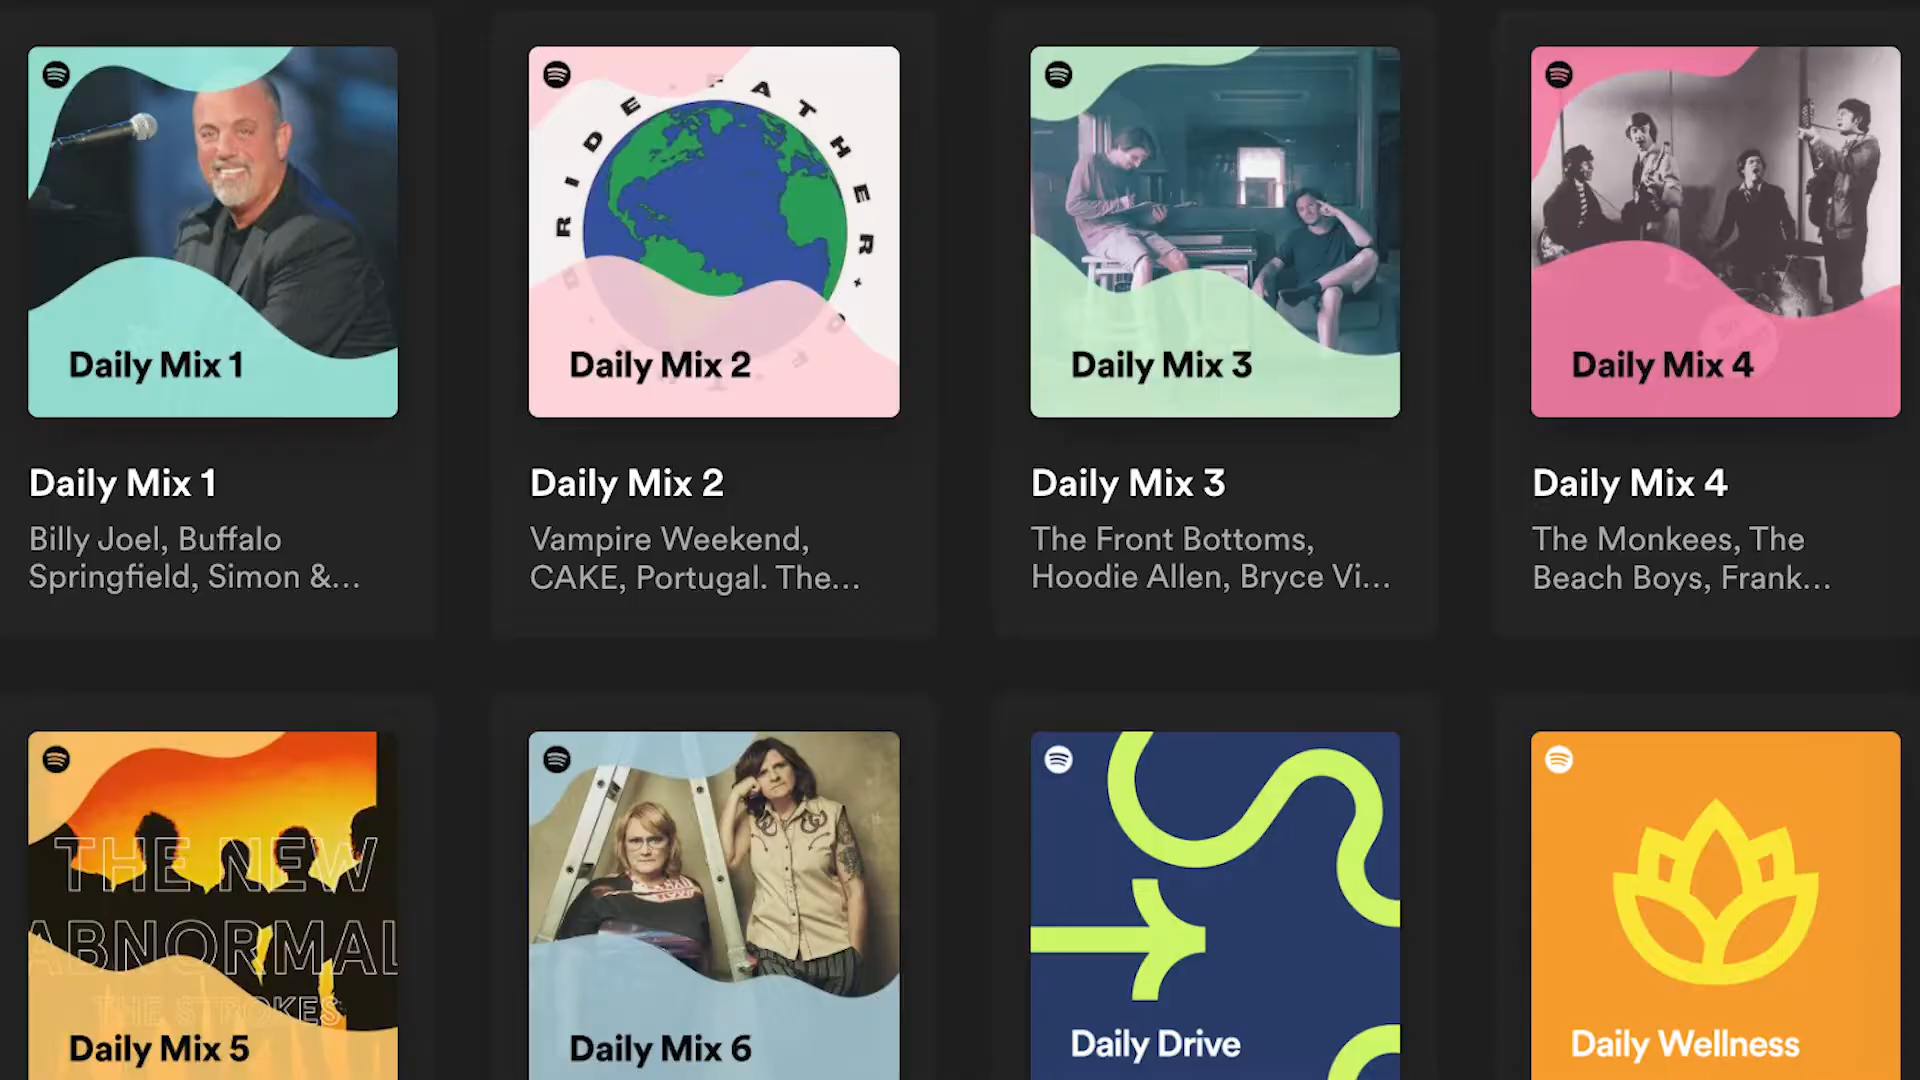 Daily Mix 1
Daily Mix 1
Billy Joel, Buffalo
Springfield, Simon &...
FATHER
RIDE
Daily Mix 2
Daily Mix 2
Vampire Weekend,
CAKE, Portugal. The...
Daily Mix 3
Daily Mix 3
The Front Bottoms,
Hoodie Allen, Bryce Vi...
Daily Mix 4
Daily Mix 4
The Monkees, The
Beach Boys, Frank...
THE NEW
ABNORMAL
THE STROKES
Daily Mix 5
Daily Mix 6
Daily Drive
Daily Wellness